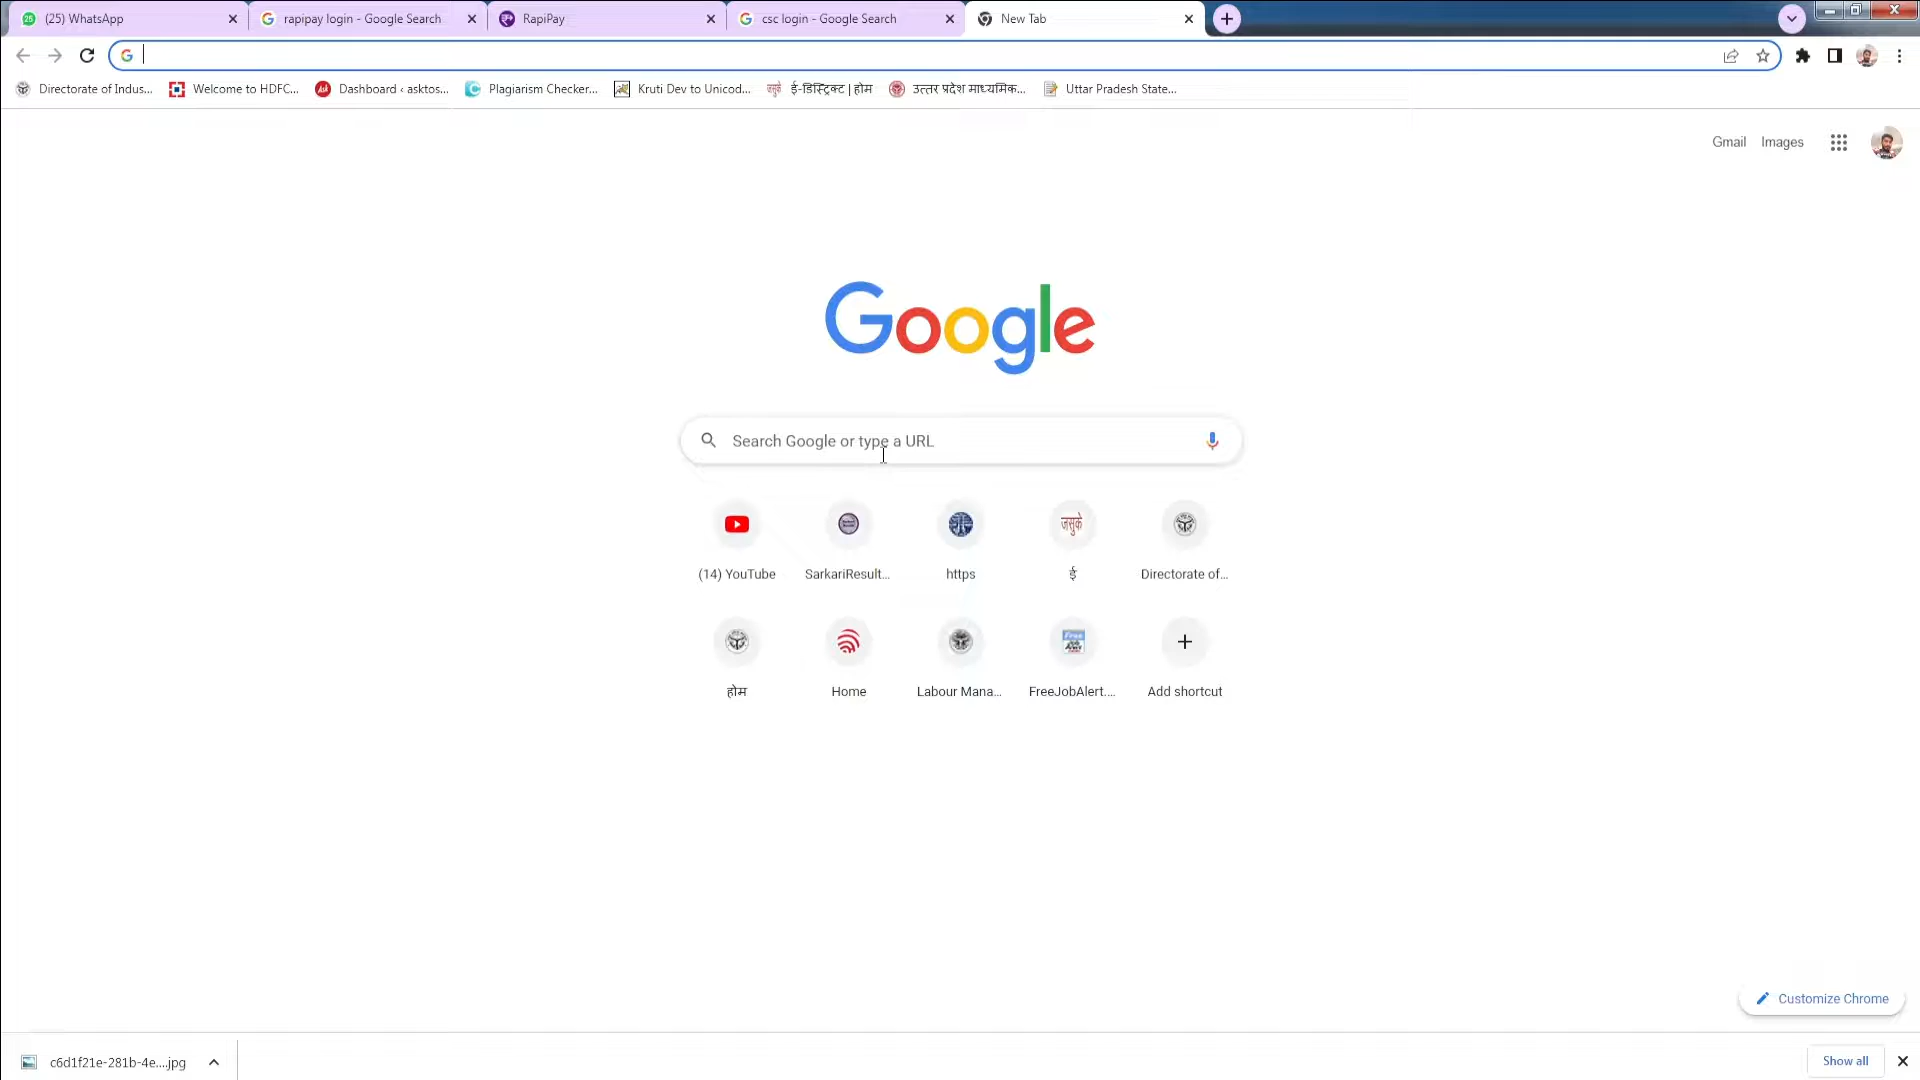 (25) WhatsApp
rapipay login - Google Search
RapiPay
csc login - Google Search
New Tab
Directorate of Indus...
Welcome to HDFC...
Dashboard ‹ asktos...
Plagiarism Checker...
Kruti Dev to Unicod...
ई-डिस्ट्रिक्ट | होम
उत्तर प्रदेश माध्यमिक...
Uttar Pradesh State...
Gmail
Images
Google
Search Google or type a URL
जसुके
(14) YouTube
SarkariResult...
https
ई
Directorate of...
होम
Home
Labour Mana...
FreeJobAlert....
Add shortcut
Customize Chrome
c6d1f21e-281b-4e....jpg
Show all